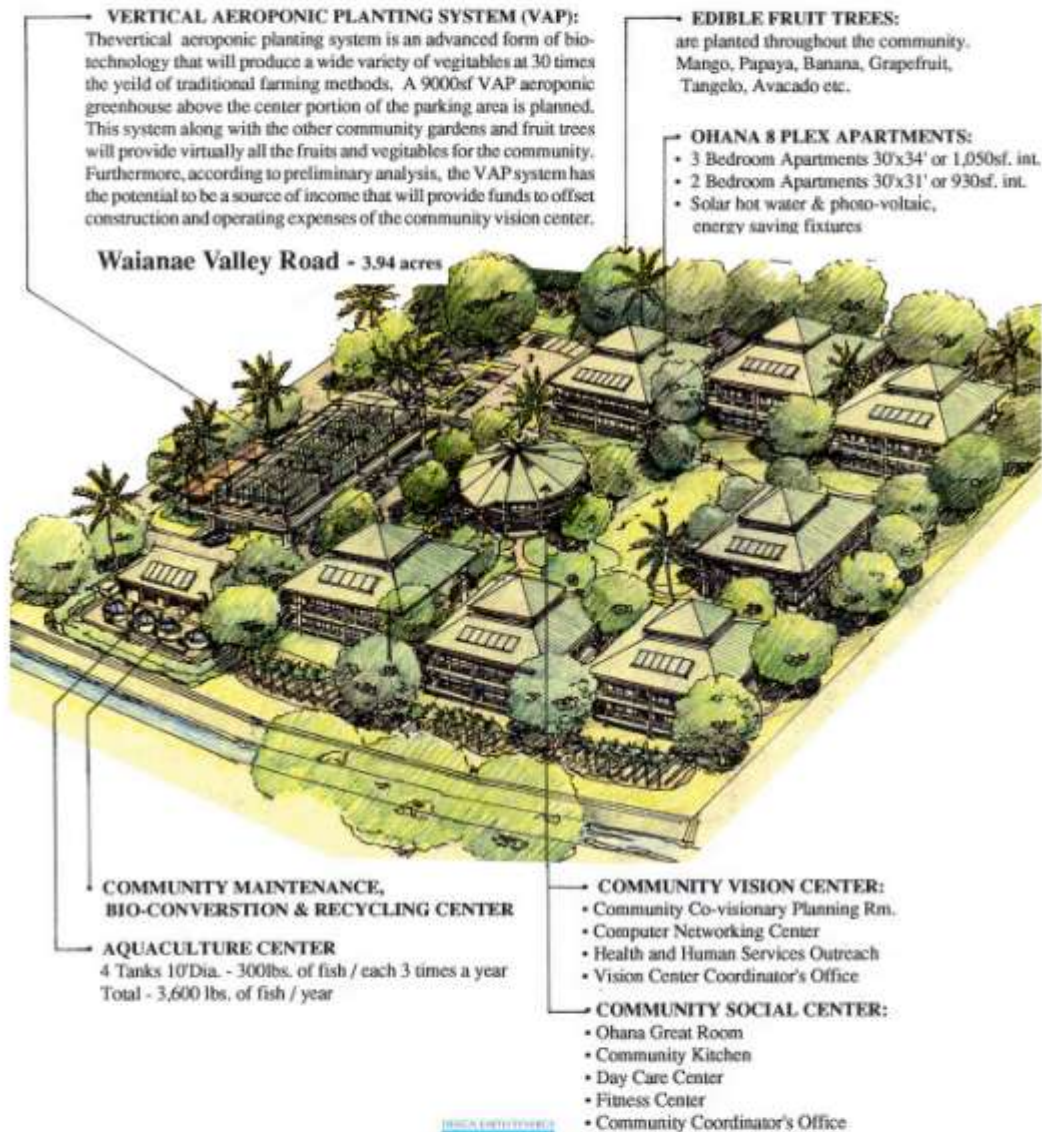 VERTICAL AEROPONIC PLANTING SYSTEM (VAP):
Thevertical aeroponic planting system is an advanced form of bio-
technology that will produce a wide variety of vegitables at 30 times
the yeild of traditional farming methods. A 9000sf VAP aeroponic
greenhouse above the center portion of the parking area is planned.
This system along with the other community gardens and fruit trees
will provide virtually all the fruits and vegitables for the community.
Furthermore, according to preliminary analysis, the VAP system has
the potential to be a source of income that will provide funds to offset
construction and operating expenses of the community vision center.
EDIBLE FRUIT TREES:
are planted throughout the community.
Mango, Papaya, Banana, Grapefruit,
Tangelo, Avacado etc.
OHANA 8 PLEX APARTMENTS:
• 3 Bedroom Apartments 30'x34' or 1,050sf. int.
• 2 Bedroom Apartments 30'x31' or 930sf. int.
• Solar hot water & photo-voltaic,
energy saving fixtures
Waianae Valley Road - 3.94 acres
COMMUNITY MAINTENANCE,
BIO-CONVERSTION & RECYCLING CENTER
AQUACULTURE CENTER
4 Tanks 10'Dia. - 300lbs. of fish / each 3 times a year
Total - 3,600 lbs. of fish / year
COMMUNITY VISION CENTER:
• Community Co-visionary Planning Rm.
• Computer Networking Center
• Health and Human Services Outreach
• Vision Center Coordinator's Office
COMMUNITY SOCIAL CENTER:
• Ohana Great Room
• Community Kitchen
• Day Care Center
• Fitness Center
• Community Coordinator's Office